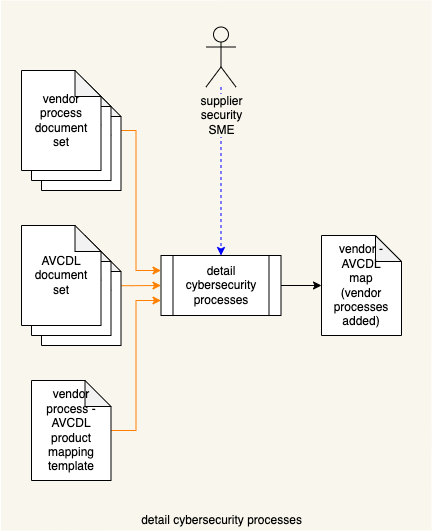 supplier
security
SME
vendor
process
document
set
AVCDL
document
set
vendor
process -
AVCDL
product
mapping
template
detail
cybersecurity
processes
vendor -
AVCDL
map
(vendor
processes
added)
detail cybersecurity processes